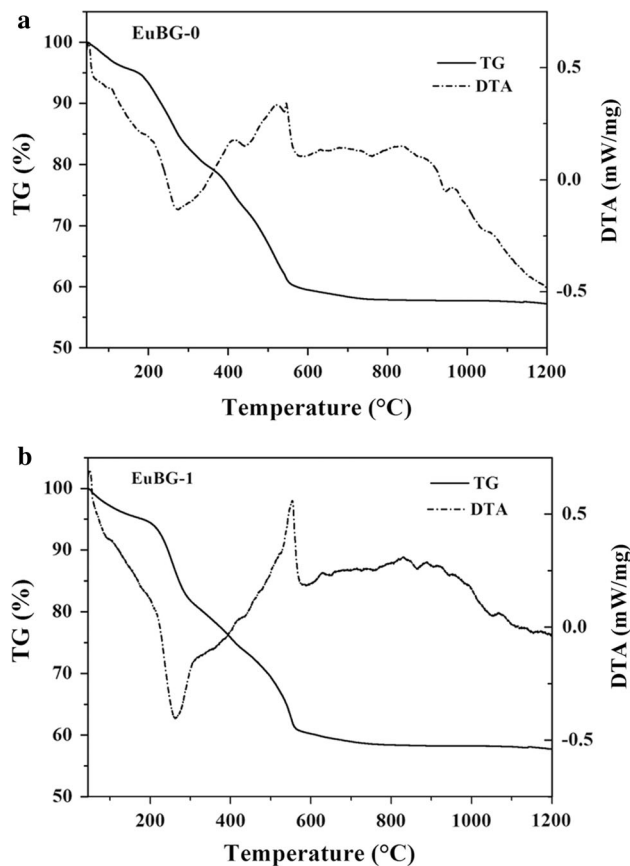 a
EuBG-0
TG
DTA
TG (%)
100
90
80
70
60
50
0.5
0.0
-0.5
DTA (mW/mg)
200 400 600 800 1000 1200
Temperature (°C)
b
EuBG-1
TG
DTA
TG (%)
100
90
80
70
60
50
0.5
0.0
-0.5
DTA (mW/mg)
200 400 600 800 1000 1200
Temperature (°C)